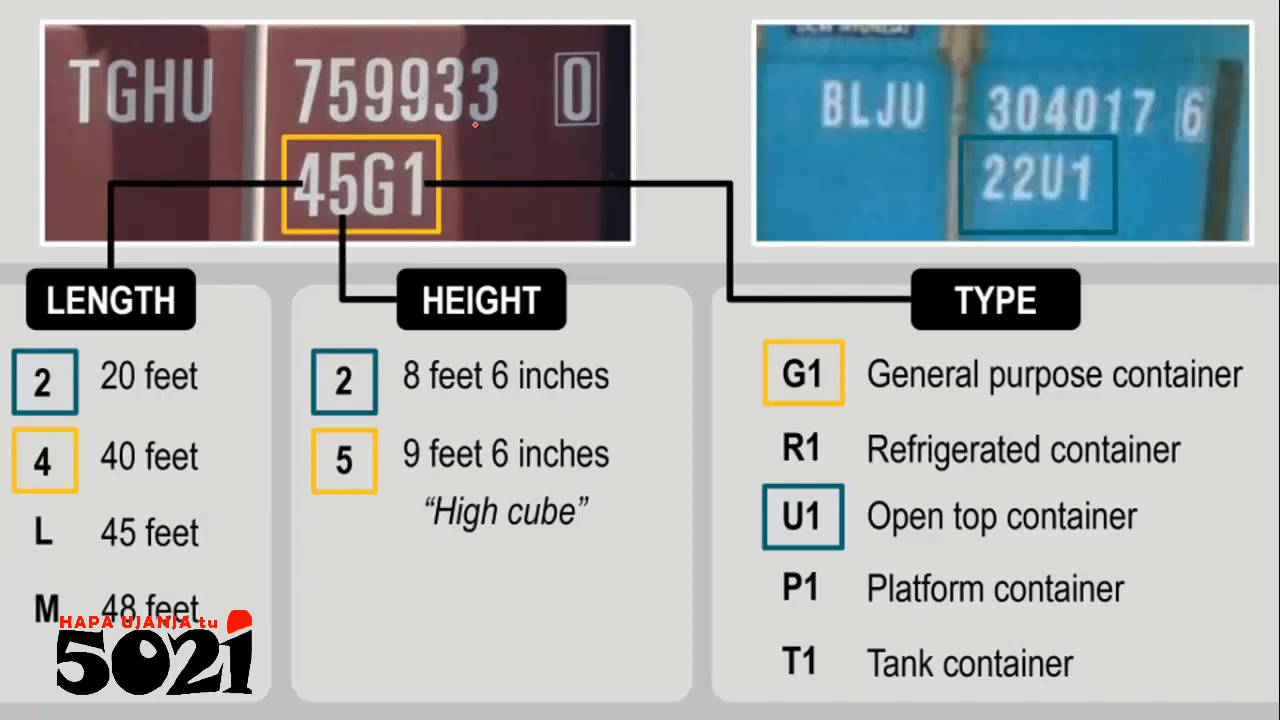 TGHU 759933 0
45G1
BLJU 304017 6
22U1
LENGTH
2 20 feet
4 40 feet
L 45 feet
M 48 feet
HEIGHT
2 8 feet 6 inches
5 9 feet 6 inches
“High cube”
TYPE
G1 General purpose container
R1 Refrigerated container
U1 Open top container
P1 Platform container
T1 Tank container
HAPA UJANJA tu
5021